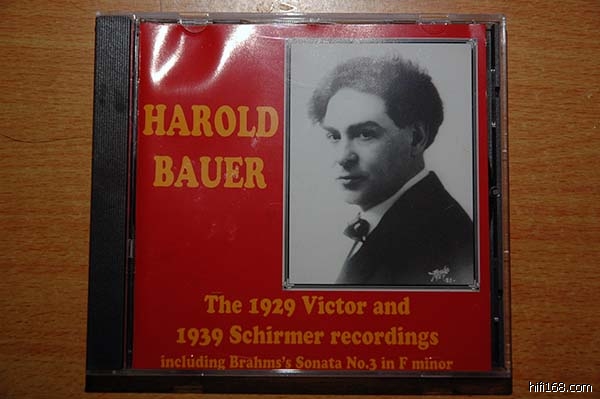 HAROLD
BAUER
The 1929 Victor and
1939 Schirmer recordings
including Brahms's Sonata No.3 in F minor
hifi168.com